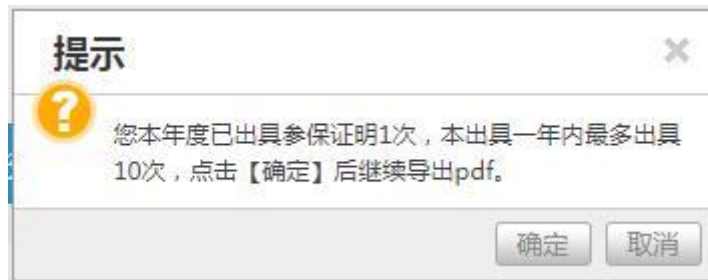 提示
您本年度已出具参保证明1次，本出具一年内最多出具
10次，点击【确定】后继续导出pdf。
确定 取消